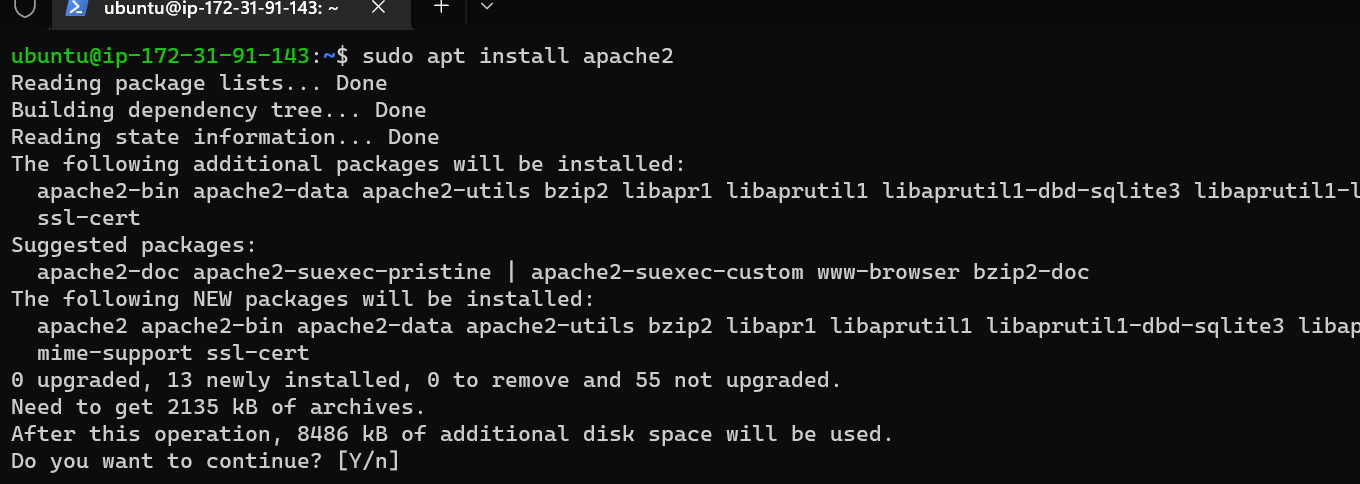 ubuntu@ip-172-31-91-143: ~
ubuntu@ip-172-31-91-143:~$ sudo apt install apache2
Reading package lists... Done
Building dependency tree... Done
Reading state information... Done
The following additional packages will be installed:
  apache2-bin apache2-data apache2-utils bzip2 libapr1 libaprutil1 libaprutil1-dbd-sqlite3
  ssl-cert
Suggested packages:
  apache2-doc apache2-suexec-pristine | apache2-suexec-custom www-browser bzip2-doc
The following NEW packages will be installed:
  apache2 apache2-bin apache2-data apache2-utils bzip2 libapr1 libaprutil1 libaprutil1-dbd-sqlite3
  mime-support ssl-cert
0 upgraded, 13 newly installed, 0 to remove and 55 not upgraded.
Need to get 2135 kB of archives.
After this operation, 8486 kB of additional disk space will be used.
Do you want to continue? [Y/n]